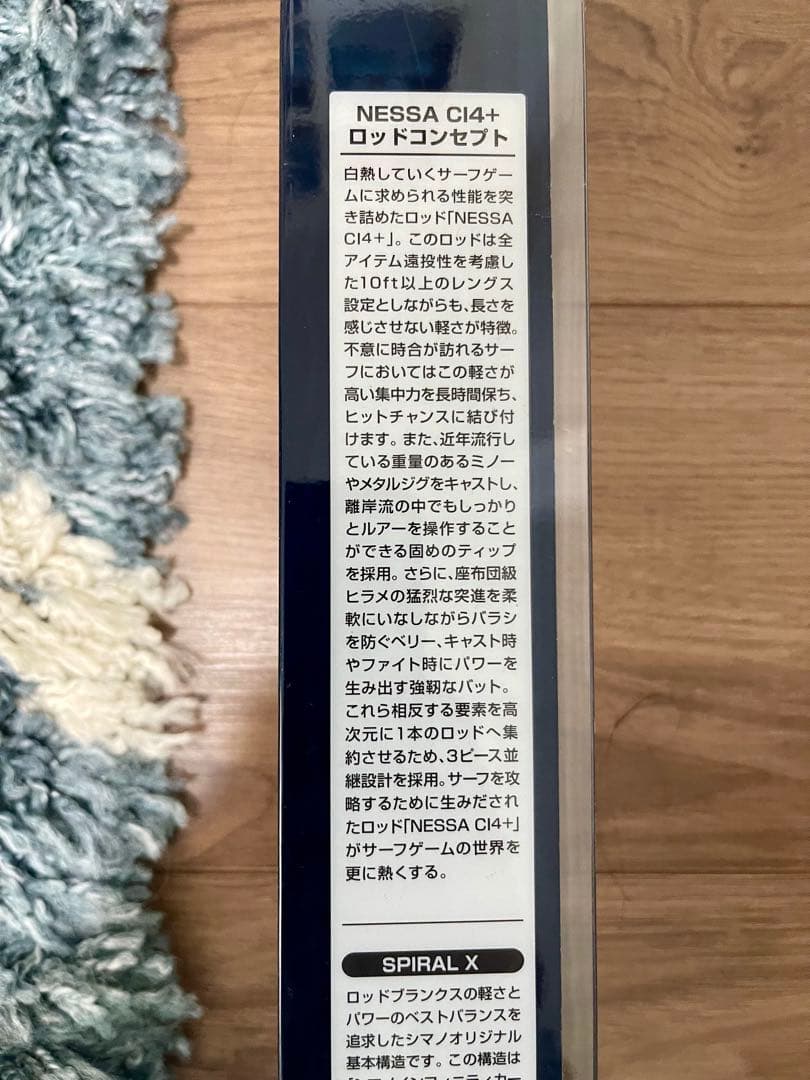 NESSA CI4+
ロッドコンセプト
白熱していくサーフゲー
ムに求められる性能を突
き詰めたロッド「NESSA
CI4+」。このロッドは全
アイテム遠投性を考慮し
た10ft以上のレングス
設定としながらも、長さを
感じさせない軽さが特徴。
不意に時合が訪れるサー
フにおいてはこの軽さが
高い集中力を長時間保ち、
ヒットチャンスに結び付
けます。また、近年流行し
ている重量のあるミノー
やメタルジグをキャストし、
離岸流の中でもしっかり
とルアーを操作すること
ができる固めのティップ
を採用。さらに、座布団級
ヒラメの猛烈な突進を柔
軟にいなしながらバラシ
を防ぐベリー、キャスト時
やファイト時にパワーを
生み出す強靭なバット。
これら相反する要素を高
次元に1本のロッドへ集
約させるため、3ピース並
継設計を採用。サーフを攻
略するために生みだされ
たロッド「NESSA CI4+」
がサーフゲームの世界を
更に熱くする。
SPIRAL X
ロッドブランクスの軽さと
パワーのベストバランスを
追求したシマノオリジナル
基本構造です。この構造は